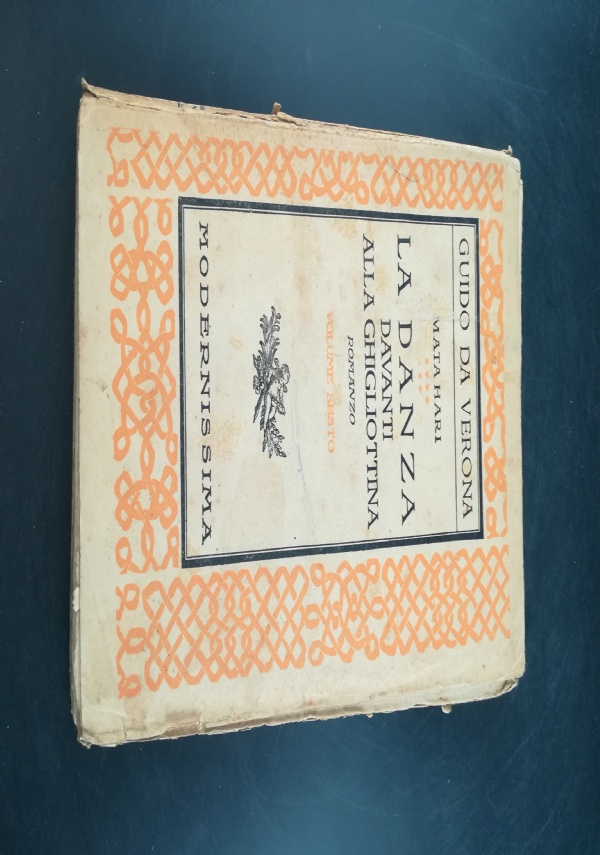 GUIDO DA VERONA
MATA HARI
LA DANZA
DAVANTI
ALLA GHIGLIOTTINA
ROMANZO
VOLUME SESTO
MODERNISSIMA